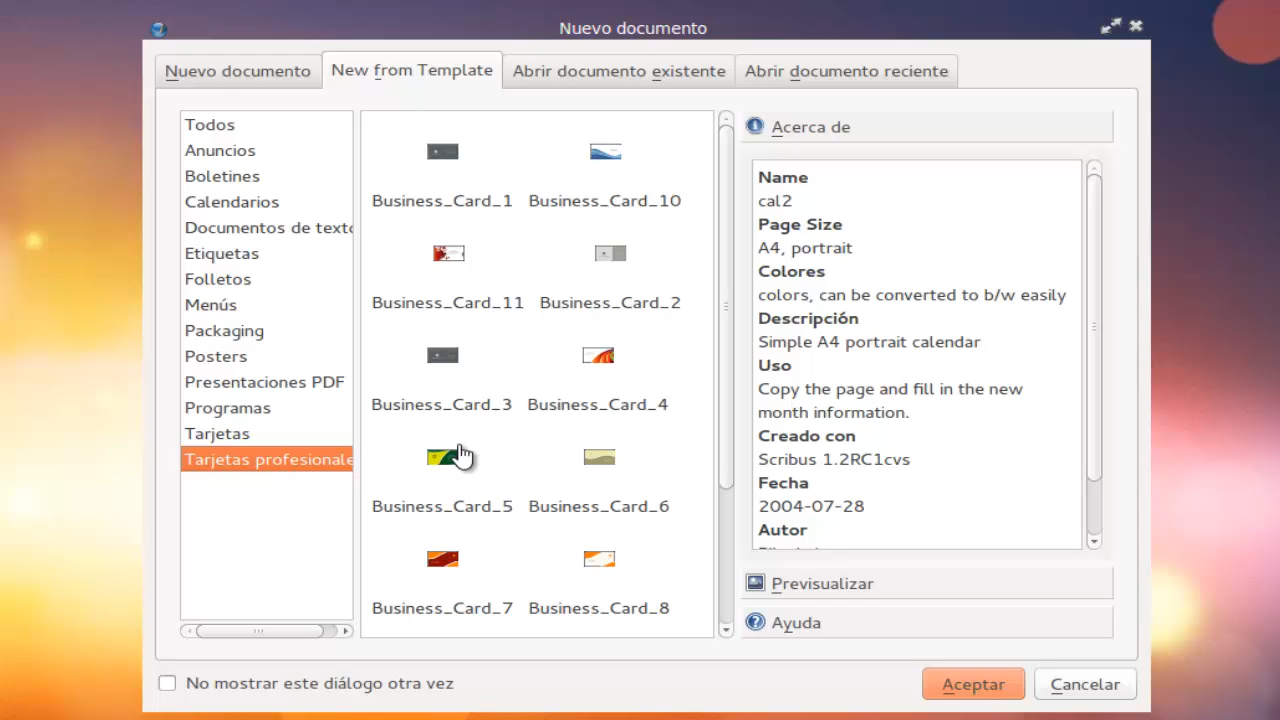 Nuevo documento
Nuevo documento
New from Template
Abrir documento existente
Abrir documento reciente
Todos
Anuncios
Boletines
Calendarios
Documentos de texto
Etiquetas
Folletos
Menús
Packaging
Posters
Presentaciones PDF
Programas
Tarjetas
Tarjetas profesionale
Business_Card_1
Business_Card_10
Business_Card_11
Business_Card_2
Business_Card_3
Business_Card_4
Business_Card_5
Business_Card_6
Business_Card_7
Business_Card_8
Acerca de
Name
cal2
Page Size
A4, portrait
Colores
colors, can be converted to b/w easily
Descripción
Simple A4 portrait calendar
Uso
Copy the page and fill in the new
month information.
Creado con
Scribus 1.2RC1cvs
Fecha
2004-07-28
Autor
Previsualizar
Ayuda
No mostrar este diálogo otra vez
Aceptar
Cancelar